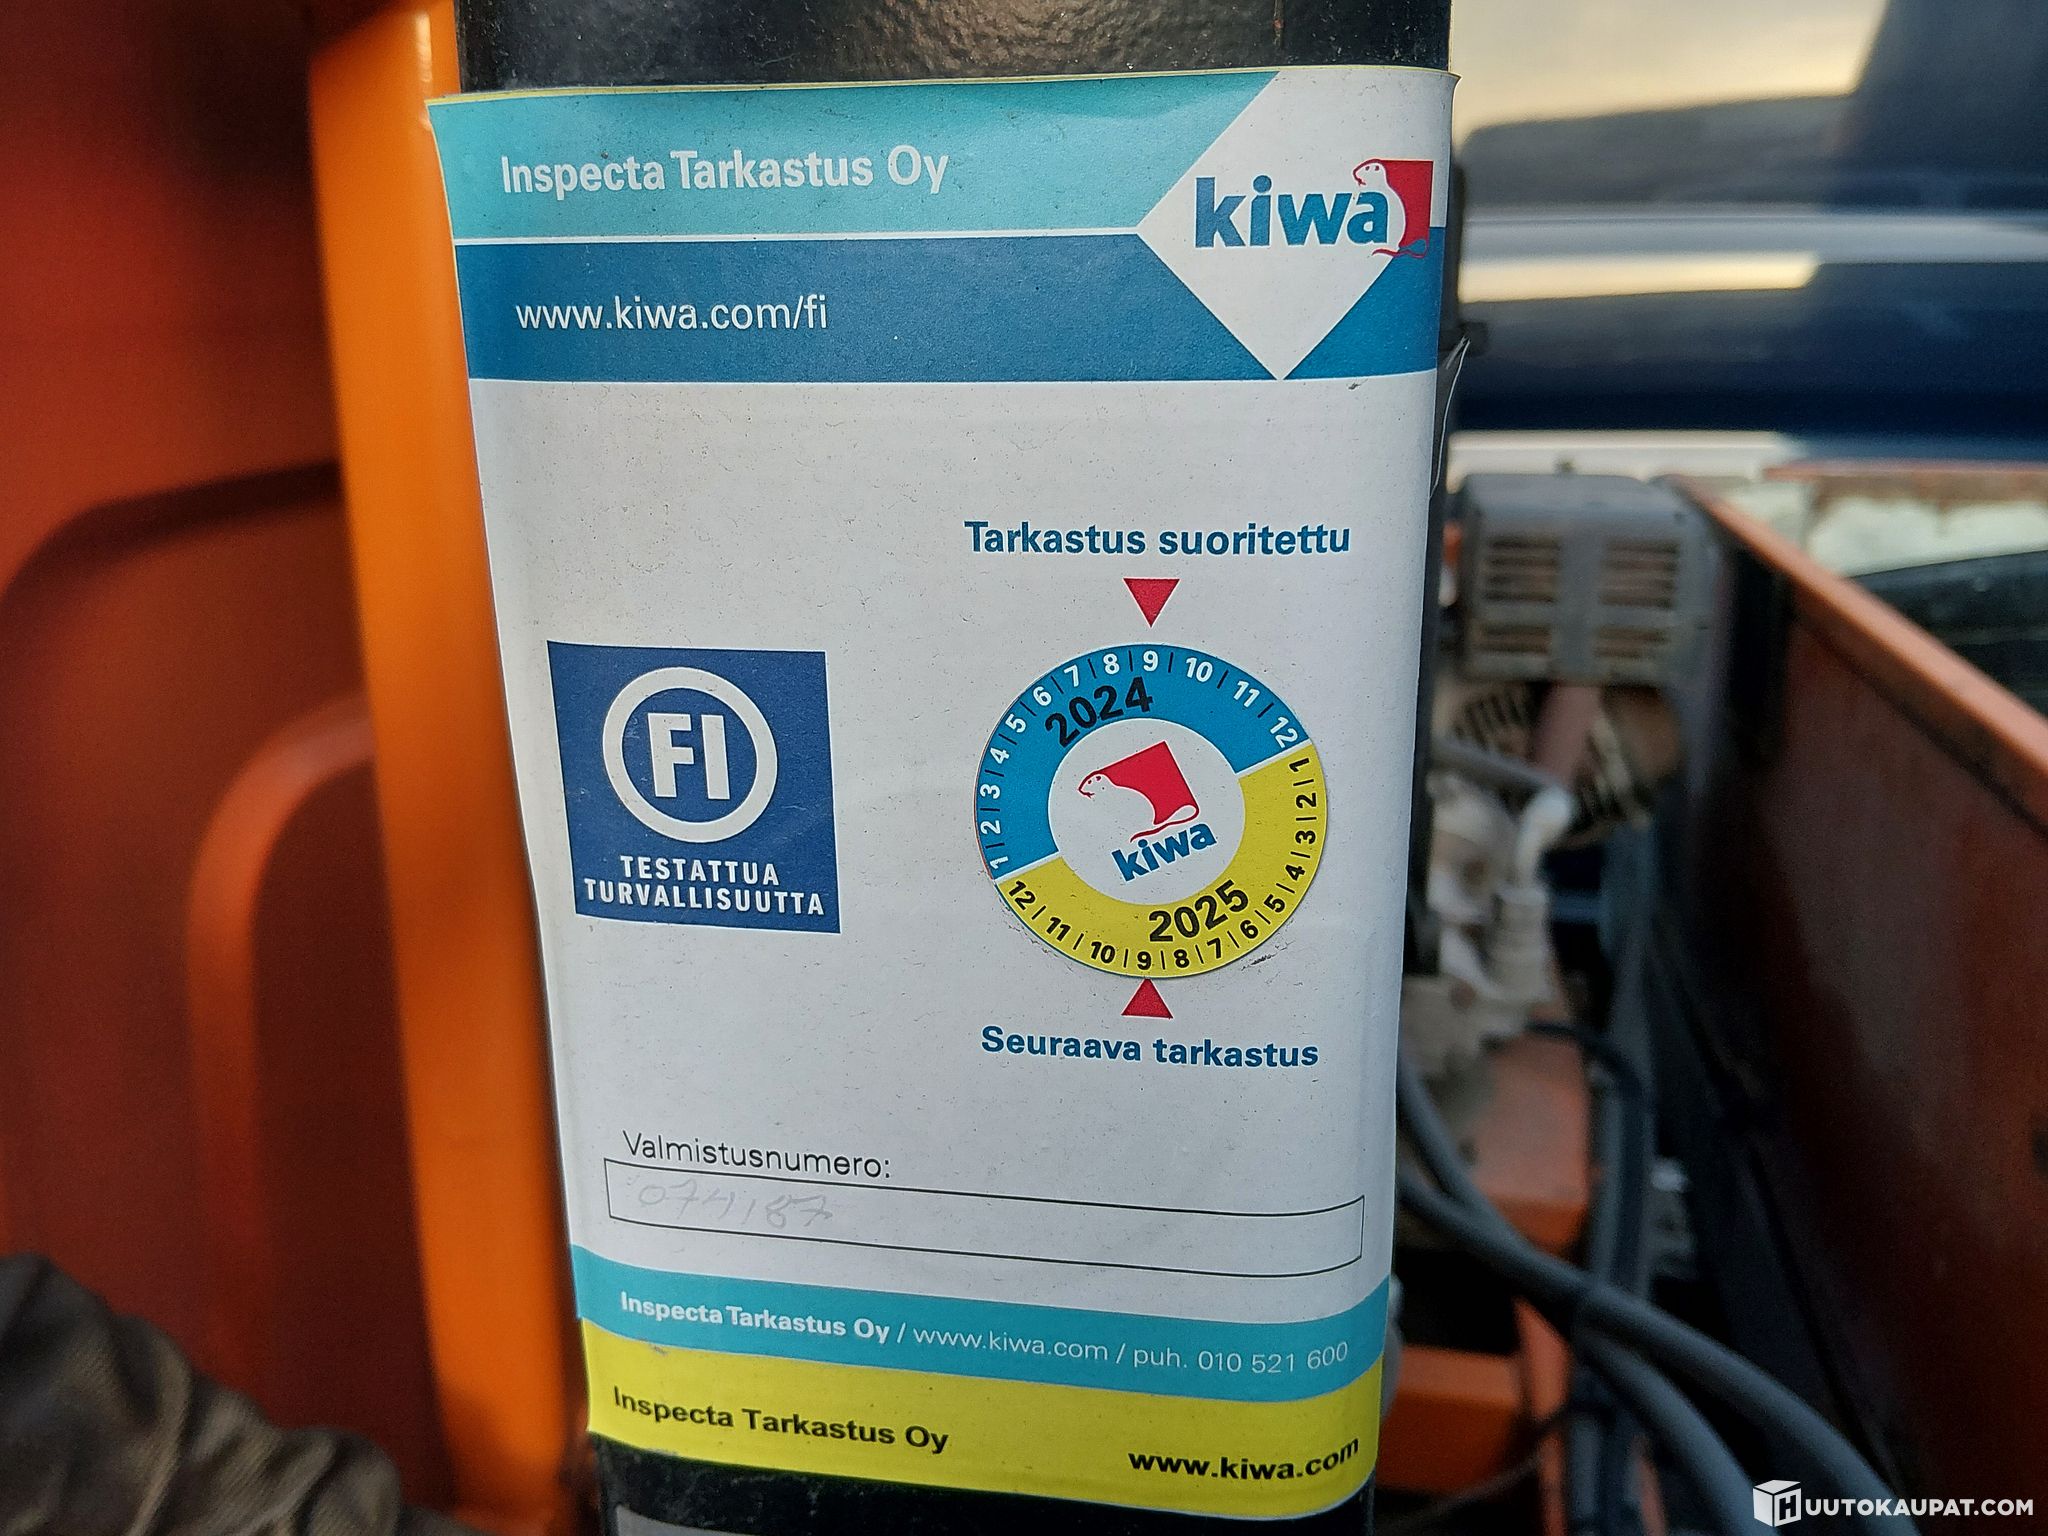 Inspecta Tarkastus Oy
kiwa
www.kiwa.com/fi
Tarkastus suoritettu
1 2 3 4 5 6 7 8 9 10 11 12
2024
FI
TESTATTUA
TURVALLISUUTTA
kiwa
2025
12 11 10 9 8 7 6 5 4 3 2 1
Seuraava tarkastus
Valmistusnumero:
074187
Inspecta Tarkastus Oy / www.kiwa.com / puh. 010 521 600
Inspecta Tarkastus Oy
www.kiwa.com
HUUTOKAUPAT.COM